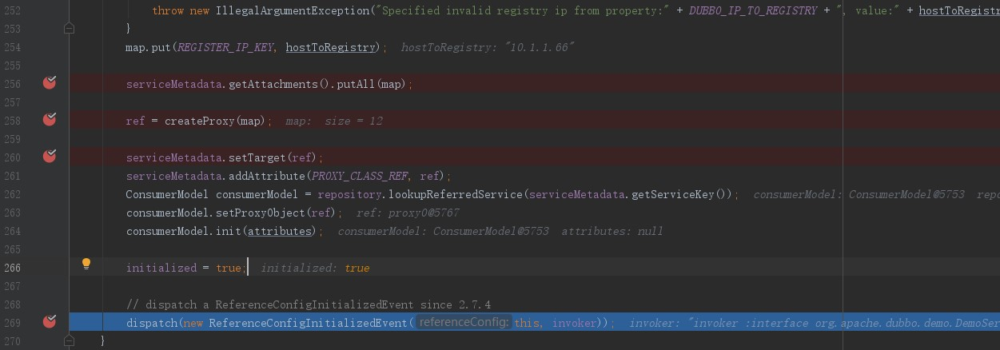 252 throw new IllegalArgumentException("Specified invalid registry ip from property:" + DUBBO_IP_TO_REGISTRY + ", value:" + hostToRegistr
253 }
254 map.put(REGISTER_IP_KEY, hostToRegistry); hostToRegistry: "10.1.1.66"
255
256 serviceMetadata.getAttachments().putAll(map);
257
258 ref = createProxy(map); map: size = 12
259
260 serviceMetadata.setTarget(ref);
261 serviceMetadata.addAttribute(PROXY_CLASS_REF, ref);
262 ConsumerModel consumerModel = repository.lookupReferredService(serviceMetadata.getServiceKey()); consumerModel: ConsumerModel@5753 repo
263 consumerModel.setProxyObject(ref); ref: proxy0@5767
264 consumerModel.init(attributes); consumerModel: ConsumerModel@5753 attributes: null
265
266 initialized = true; initialized: true
267
268 // dispatch a ReferenceConfigInitializedEvent since 2.7.4
269 dispatch(new ReferenceConfigInitializedEvent( referenceConfig: this, invoker)); invoker: "invoker :interface org.apache.dubbo.demo.DemoSer
270 }